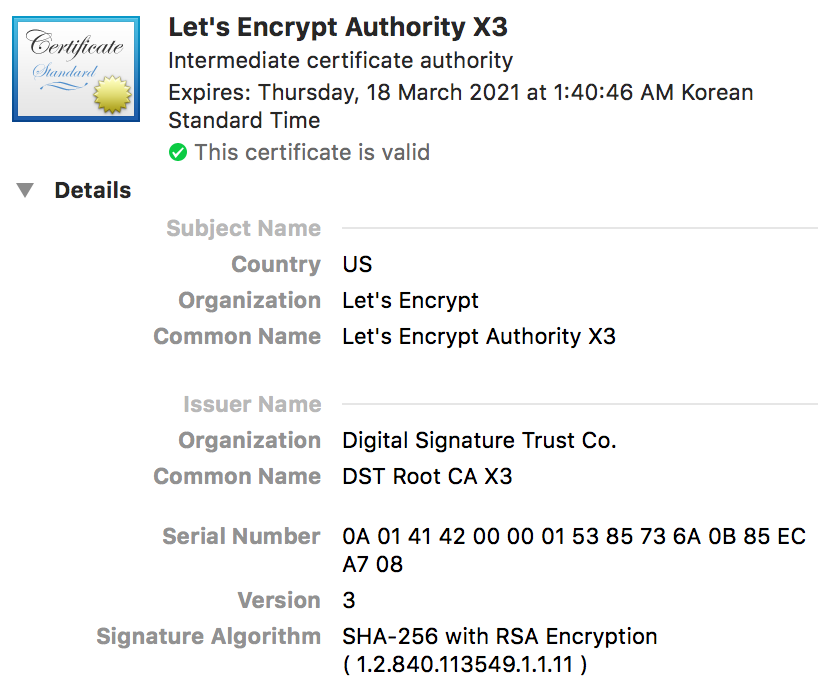 Certificate
Standard
Let's Encrypt Authority X3
Intermediate certificate authority
Expires: Thursday, 18 March 2021 at 1:40:46 AM Korean
Standard Time
This certificate is valid
Details
Subject Name
Country US
Organization Let's Encrypt
Common Name Let's Encrypt Authority X3
Issuer Name
Organization Digital Signature Trust Co.
Common Name DST Root CA X3
Serial Number 0A 01 41 42 00 00 01 53 85 73 6A 0B 85 EC
A7 08
Version 3
Signature Algorithm SHA-256 with RSA Encryption
( 1.2.840.113549.1.1.11 )